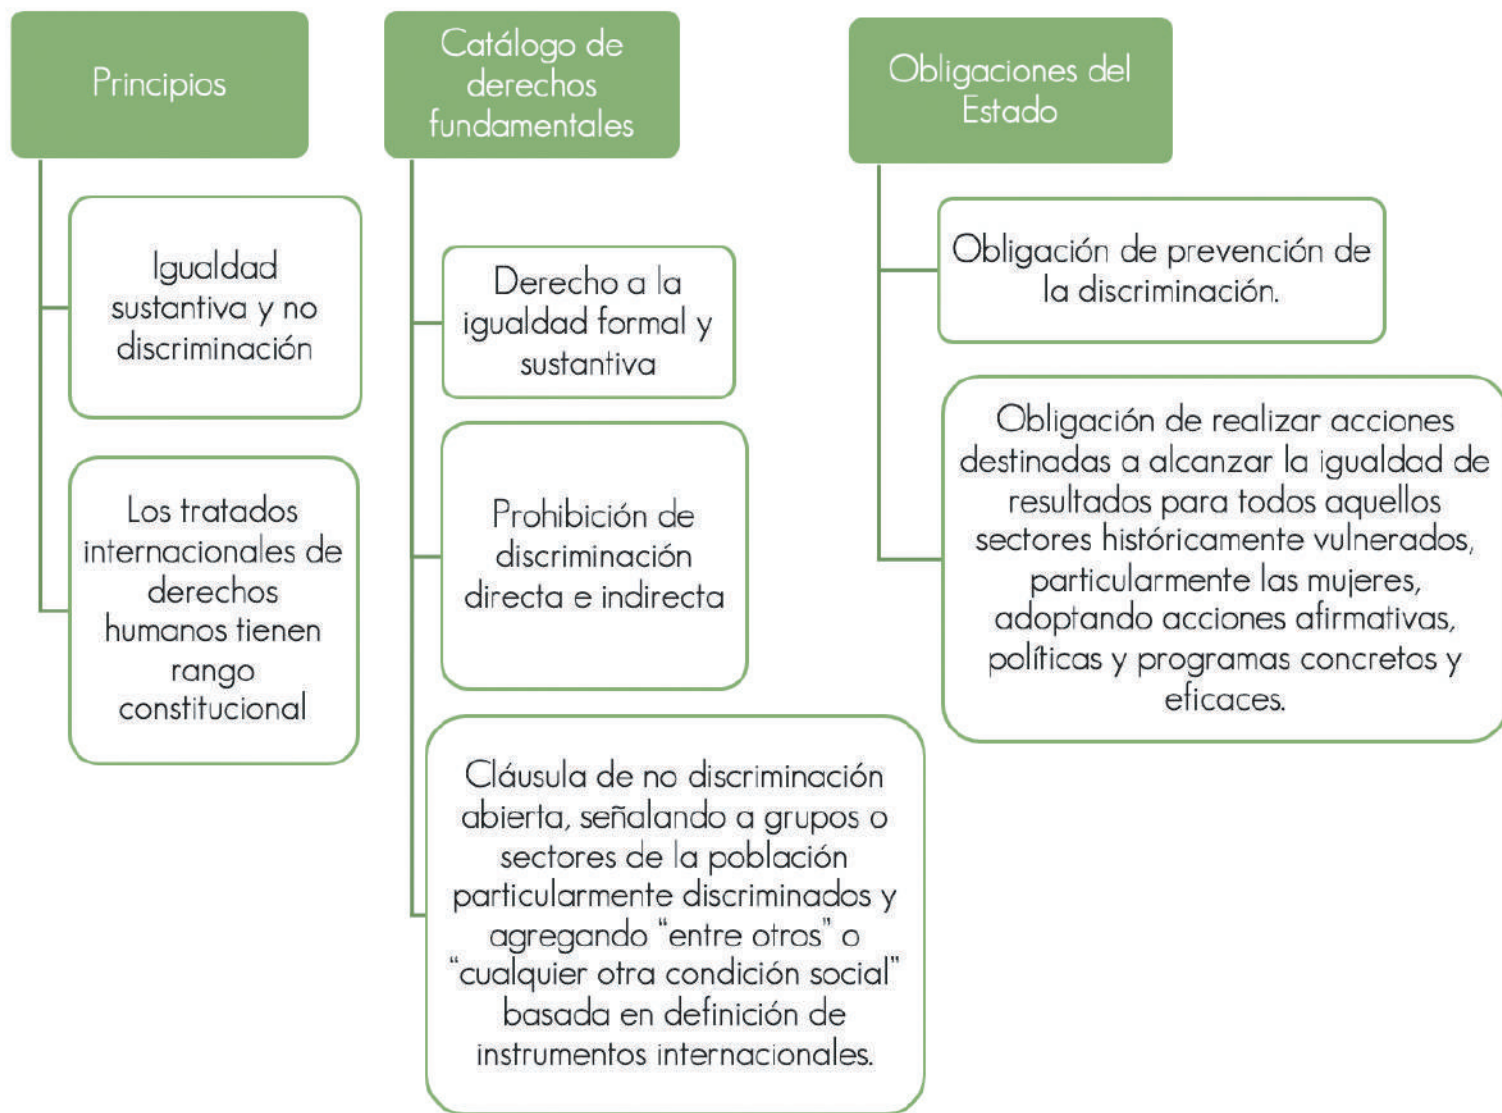 Principios
Igualdad
sustantiva y no
discriminación
Los tratados
internacionales de
derechos
humanos tienen
rango
constitucional
Catálogo de
derechos
fundamentales
Derecho a la
igualdad formal y
sustantiva
Prohibición de
discriminación
directa e indirecta
Cláusula de no discriminación
abierta, señalando a grupos o
sectores de la población
particularmente discriminados y
agregando “entre otros” o
“cualquier otra condición social”
basada en definición de
instrumentos internacionales.
Obligaciones del
Estado
Obligación de prevención de
la discriminación.
Obligación de realizar acciones
destinadas a alcanzar la igualdad de
resultados para todos aquellos
sectores históricamente vulnerados,
particularmente las mujeres,
adoptando acciones afirmativas,
políticas y programas concretos y
eficaces.